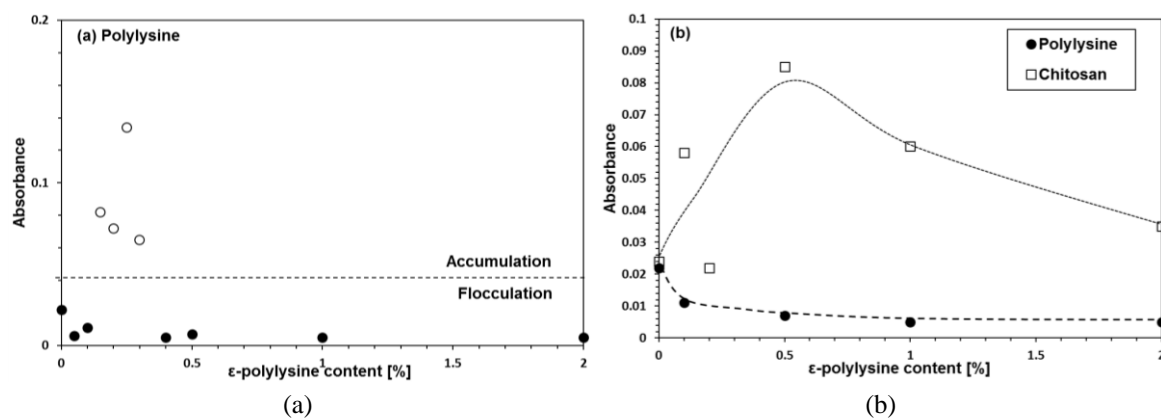 (a) Polylysine
0.2
0.1
0
Absorbance
Accumulation
Flocculation
0 0.5 1 1.5 2
ε-polylysine content [%]
(a)
(b)
Polylysine
Chitosan
0.1
0.09
0.08
0.07
0.06
0.05
0.04
0.03
0.02
0.01
0
Absorbance
0 0.5 1 1.5 2
ε-polylysine content [%]
(b)